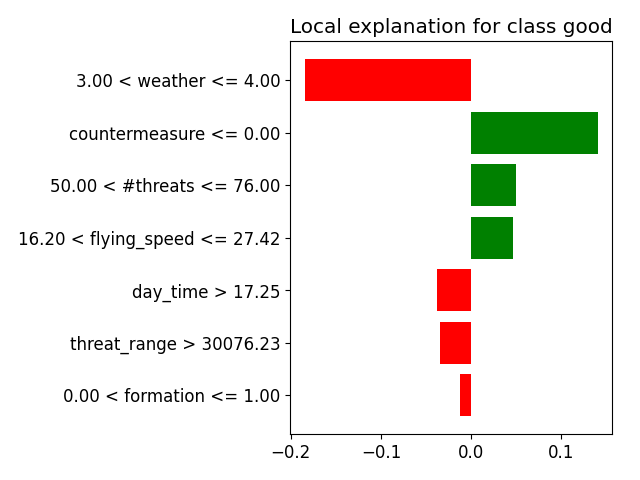 Local explanation for class good
3.00 < weather <= 4.00
countermeasure <= 0.00
50.00 < #threats <= 76.00
16.20 < flying_speed <= 27.42
day_time > 17.25
threat_range > 30076.23
0.00 < formation <= 1.00
−0.2 −0.1 0.0 0.1